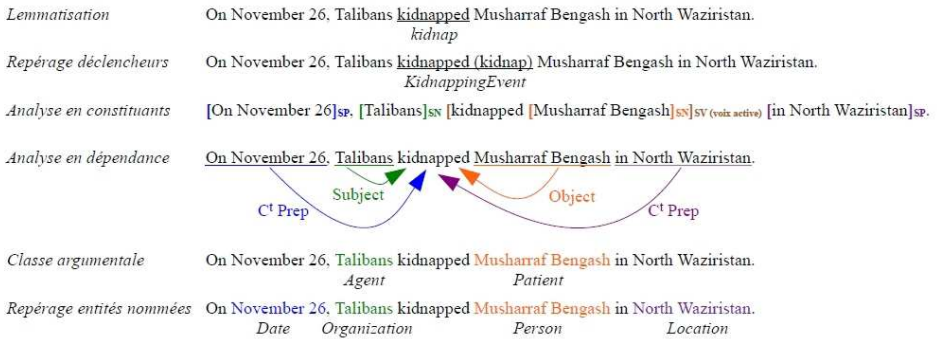 Lemmatisation On November 26, Talibans kidnapped Musharraf Bengash in North Waziristan.
kidnap
Repérage déclencheurs On November 26, Talibans kidnapped (kidnap) Musharraf Bengash in North Waziristan.
KidnappingEvent
Analyse en constituants [On November 26]SP, [Talibans]SN [kidnapped [Musharraf Bengash]SN]SV (voix active) [in North Waziristan]SP.
Analyse en dépendance On November 26, Talibans kidnapped Musharraf Bengash in North Waziristan.
Subject Object
Cᵗ Prep Cᵗ Prep
Classe argumentale On November 26, Talibans kidnapped Musharraf Bengash in North Waziristan.
Agent Patient
Repérage entités nommées On November 26, Talibans kidnapped Musharraf Bengash in North Waziristan.
Date Organization Person Location